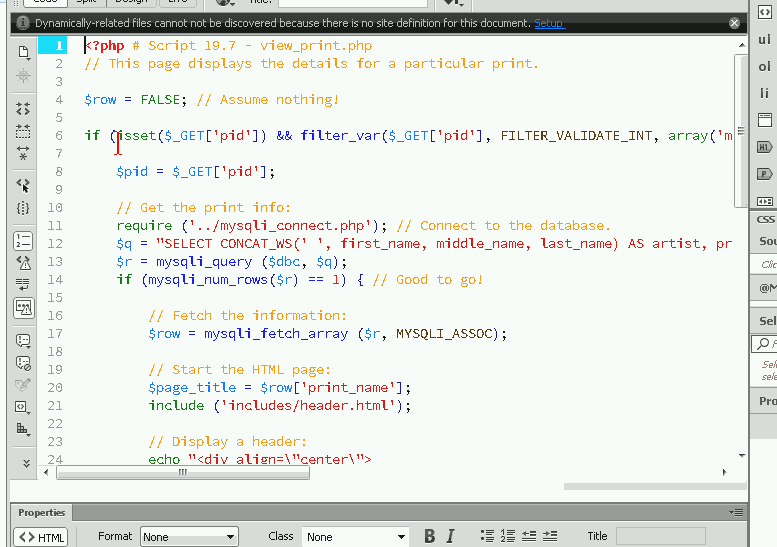 Code Split Design Live Title:
Dynamically-related files cannot not be discovered because there is no site definition for this document. Setup
1 <?php # Script 19.7 - view_print.php
2 // This page displays the details for a particular print.
3
4 $row = FALSE; // Assume nothing!
5
6 if (isset($_GET['pid']) && filter_var($_GET['pid'], FILTER_VALIDATE_INT, array('m
7
8 $pid = $_GET['pid'];
9
10 // Get the print info:
11 require ('../mysqli_connect.php'); // Connect to the database.
12 $q = "SELECT CONCAT_WS(' ', first_name, middle_name, last_name) AS artist, pr
13 $r = mysqli_query ($dbc, $q);
14 if (mysqli_num_rows($r) == 1) { // Good to go!
15
16 // Fetch the information:
17 $row = mysqli_fetch_array ($r, MYSQLI_ASSOC);
18
19 // Start the HTML page:
20 $page_title = $row['print_name'];
21 include ('includes/header.html');
22
23 // Display a header:
24 echo "<div align=\"center\">
ul
ol
li
H1
P
CSS
Sou
Clic
@M
Sel
F
Sele
sele
Pro
Properties
<> HTML Format None Class None B I Title